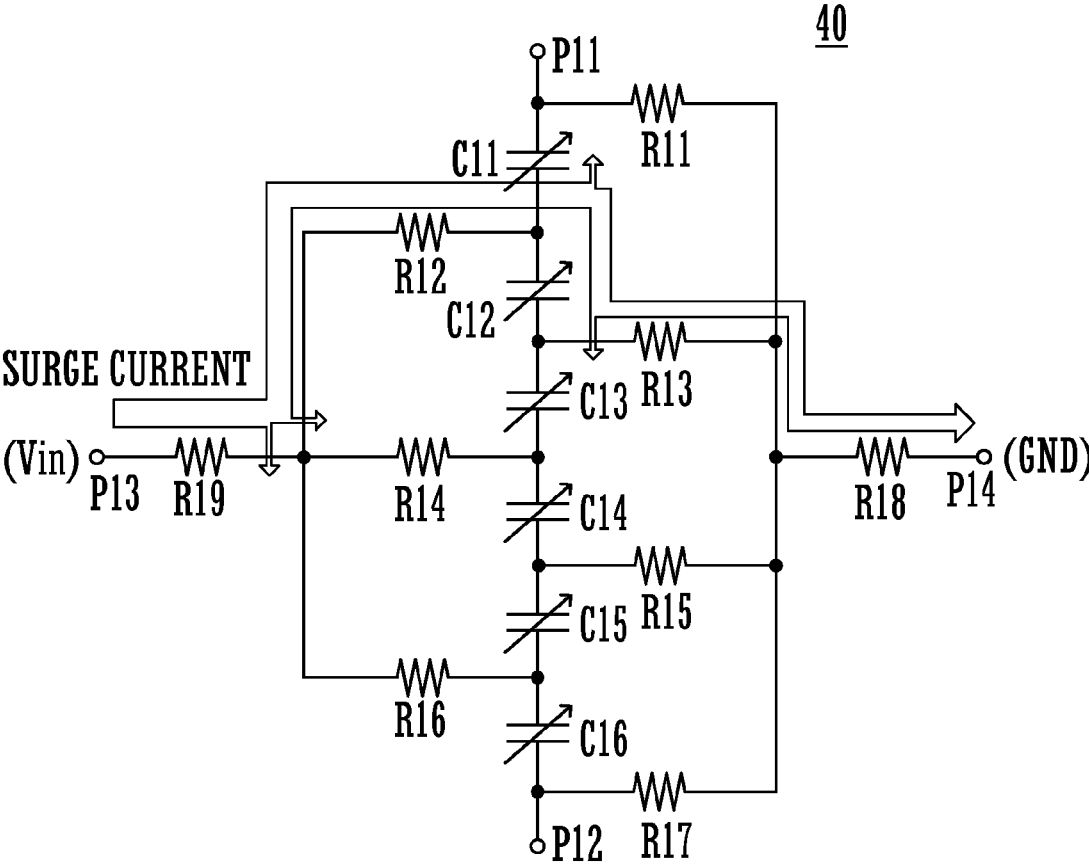 40
P11
R11
C11
R12
C12
SURGE CURRENT
C13
R13
(Vin)
P13
R19
R14
C14
R18
P14
(GND)
R15
C15
R16
C16
R17
P12